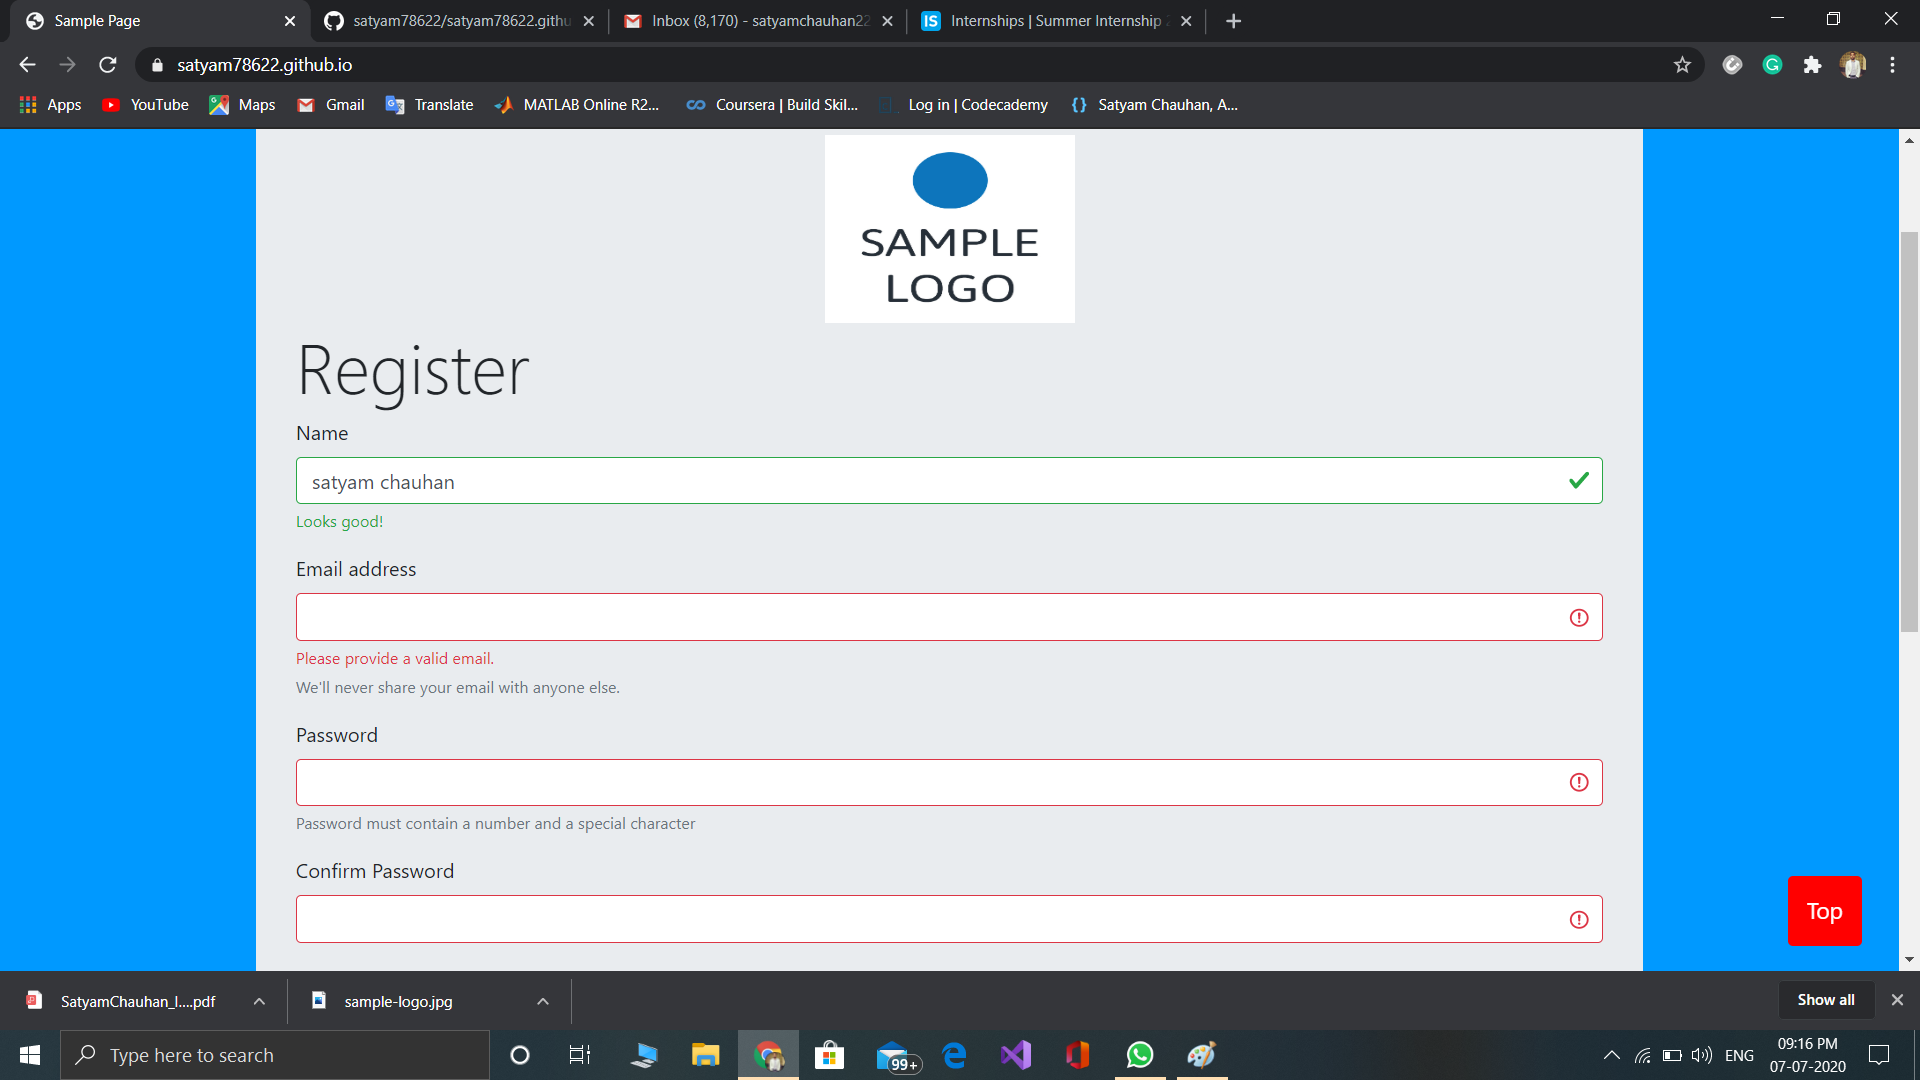 Sample Page
satyam78622/satyam78622.githu
Inbox (8,170) - satyamchauhan22
IS Internships | Summer Internship
satyam78622.github.io
Apps YouTube Maps Gmail Translate MATLAB Online R2... Coursera | Build Skil... Log in | Codecademy {} Satyam Chauhan, A...
SAMPLE
LOGO
Register
Name
satyam chauhan
Looks good!
Email address
Please provide a valid email.
We'll never share your email with anyone else.
Password
Password must contain a number and a special character
Confirm Password
Top
SatyamChauhan_I....pdf
sample-logo.jpg
Show all
Type here to search
99+
ENG
09:16 PM
07-07-2020